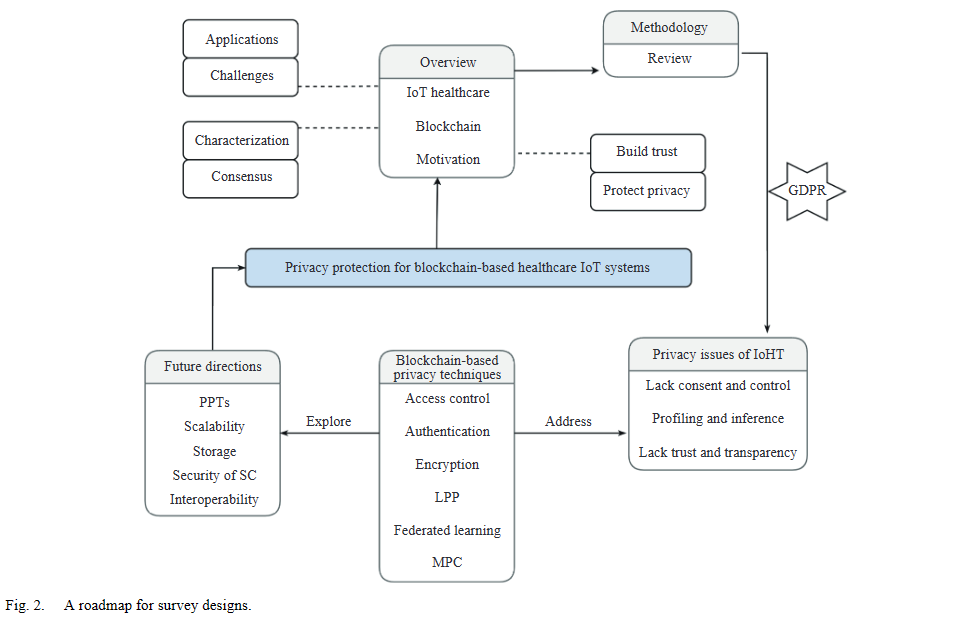 Applications
Challenges
Characterization
Consensus
Overview
IoT healthcare
Blockchain
Motivation
Methodology
Review
Build trust
Protect privacy
GDPR
Privacy protection for blockchain-based healthcare IoT systems
Future directions
PPTs
Scalability
Storage
Security of SC
Interoperability
Explore
Blockchain-based
privacy techniques
Access control
Authentication
Encryption
LPP
Federated learning
MPC
Address
Privacy issues of IoHT
Lack consent and control
Profiling and inference
Lack trust and transparency
Fig. 2. A roadmap for survey designs.